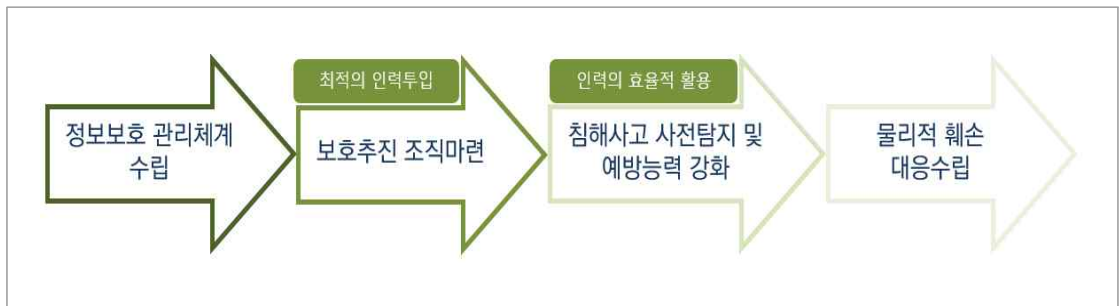 정보보호 관리체계
수립
최적의 인력투입
보호추진 조직마련
인력의 효율적 활용
침해사고 사전탐지 및
예방능력 강화
물리적 훼손
대응수립